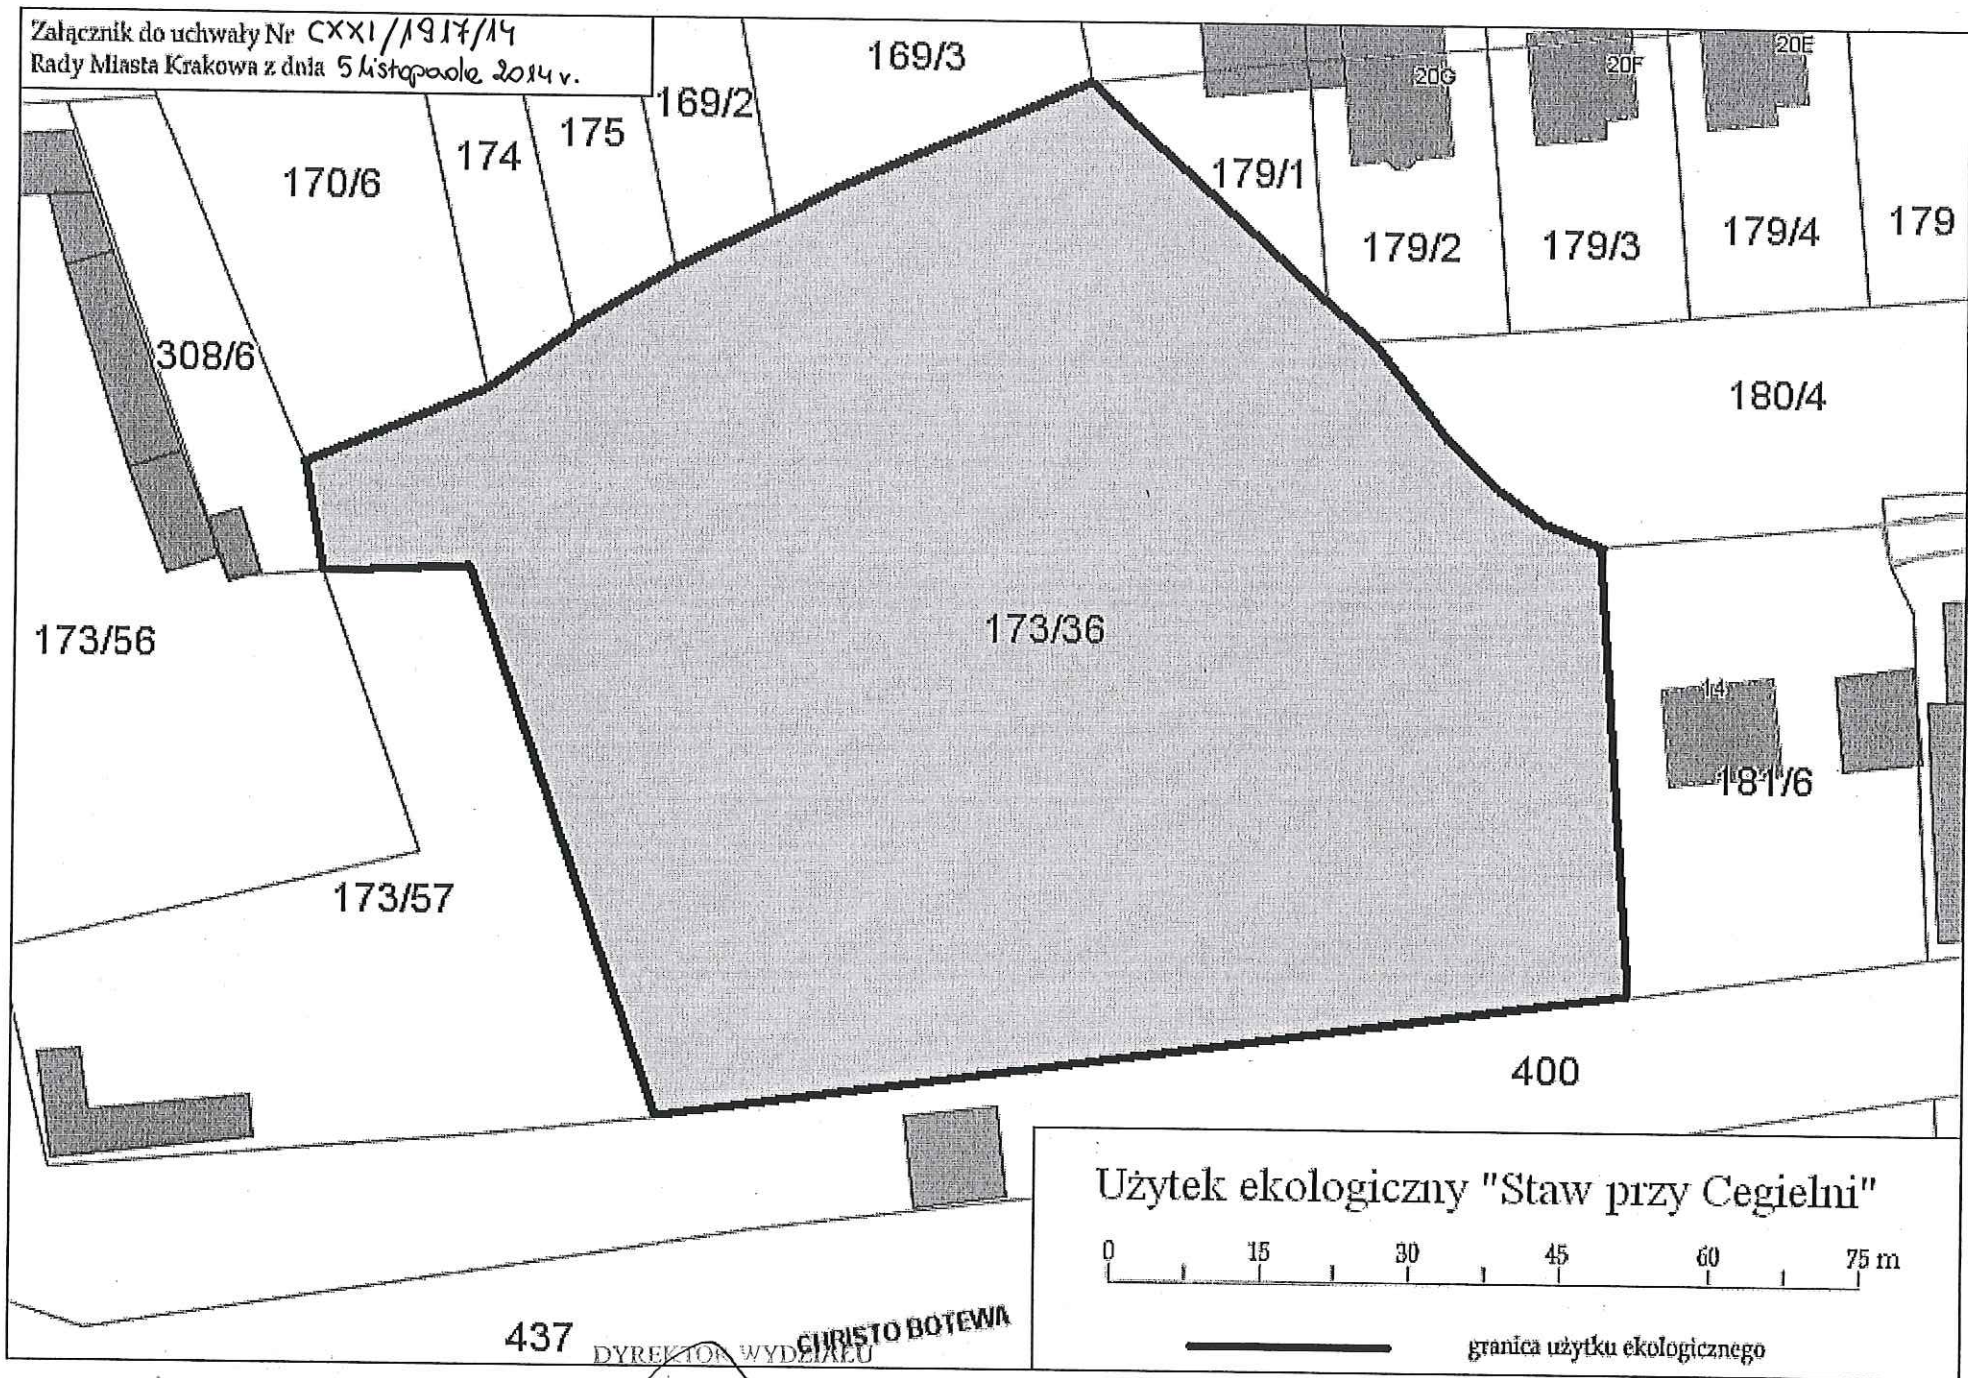 Załącznik do uchwały Nr CXXI/1917/14
Rady Miasta Krakowa z dnia 5 listopada 2014 r.
169/3
20G
20F
20E
169/2
175
174
170/6
179/1
179/2
179/3
179/4
179
308/6
180/4
173/56
173/36
14
181/6
173/57
400
Użytek ekologiczny "Staw przy Cegielni"
0 15 30 45 60 75 m
granica użytku ekologicznego
437
CHRISTO BOTEWA
DYREKTOR WYDZIAŁU